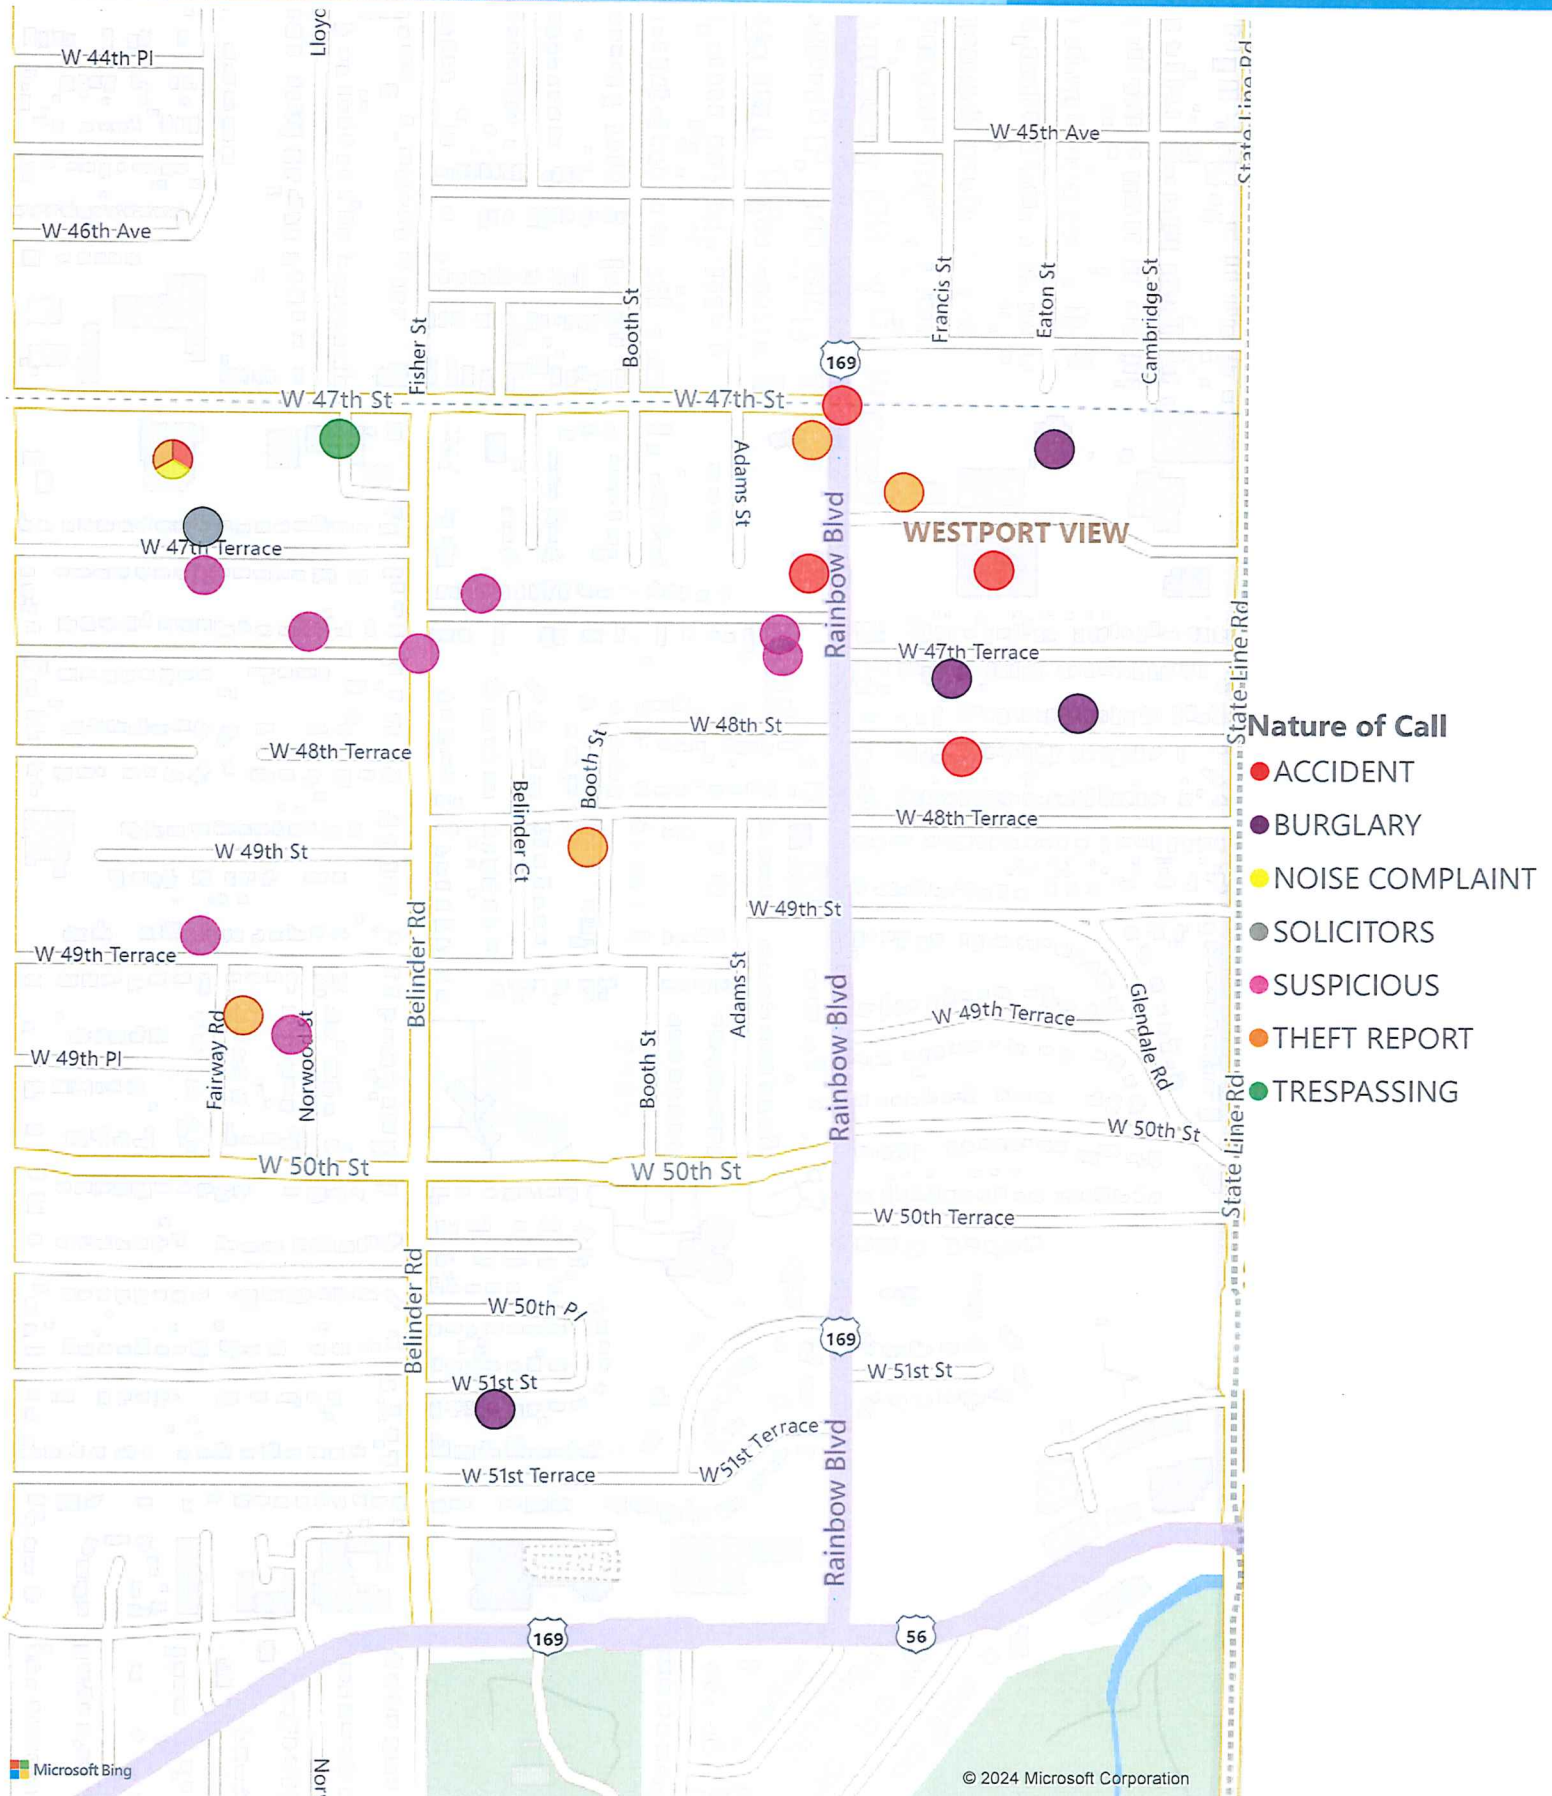 Lloyc
W 44th Pl
State Line Rd
W 45th Ave
W 46th Ave
Francis St
Eaton St
Cambridge St
Booth St
Fisher St
169
W 47th St
W 47th St
Adams St
Rainbow Blvd
WESTPORT VIEW
W 47th Terrace
W 47th Terrace
State Line Rd
W 48th St
Booth St
W 48th Terrace
Belinder Ct
W 48th Terrace
W 49th St
Nature of Call
ACCIDENT
BURGLARY
NOISE COMPLAINT
SOLICITORS
SUSPICIOUS
THEFT REPORT
TRESPASSING
W 49th St
Belinder Rd
W 49th Terrace
Adams St
Rainbow Blvd
W 49th Terrace
Glendale Rd
Fairway Rd
Norwood St
Booth St
W 49th Pl
W 50th St
State Line Rd
W 50th St
W 50th St
W 50th Terrace
Belinder Rd
W 50th Pl
169
W 51st St
W 51st St
Rainbow Blvd
W 51st Terrace
W 51st Terrace
169
56
Nor
Microsoft Bing
© 2024 Microsoft Corporation